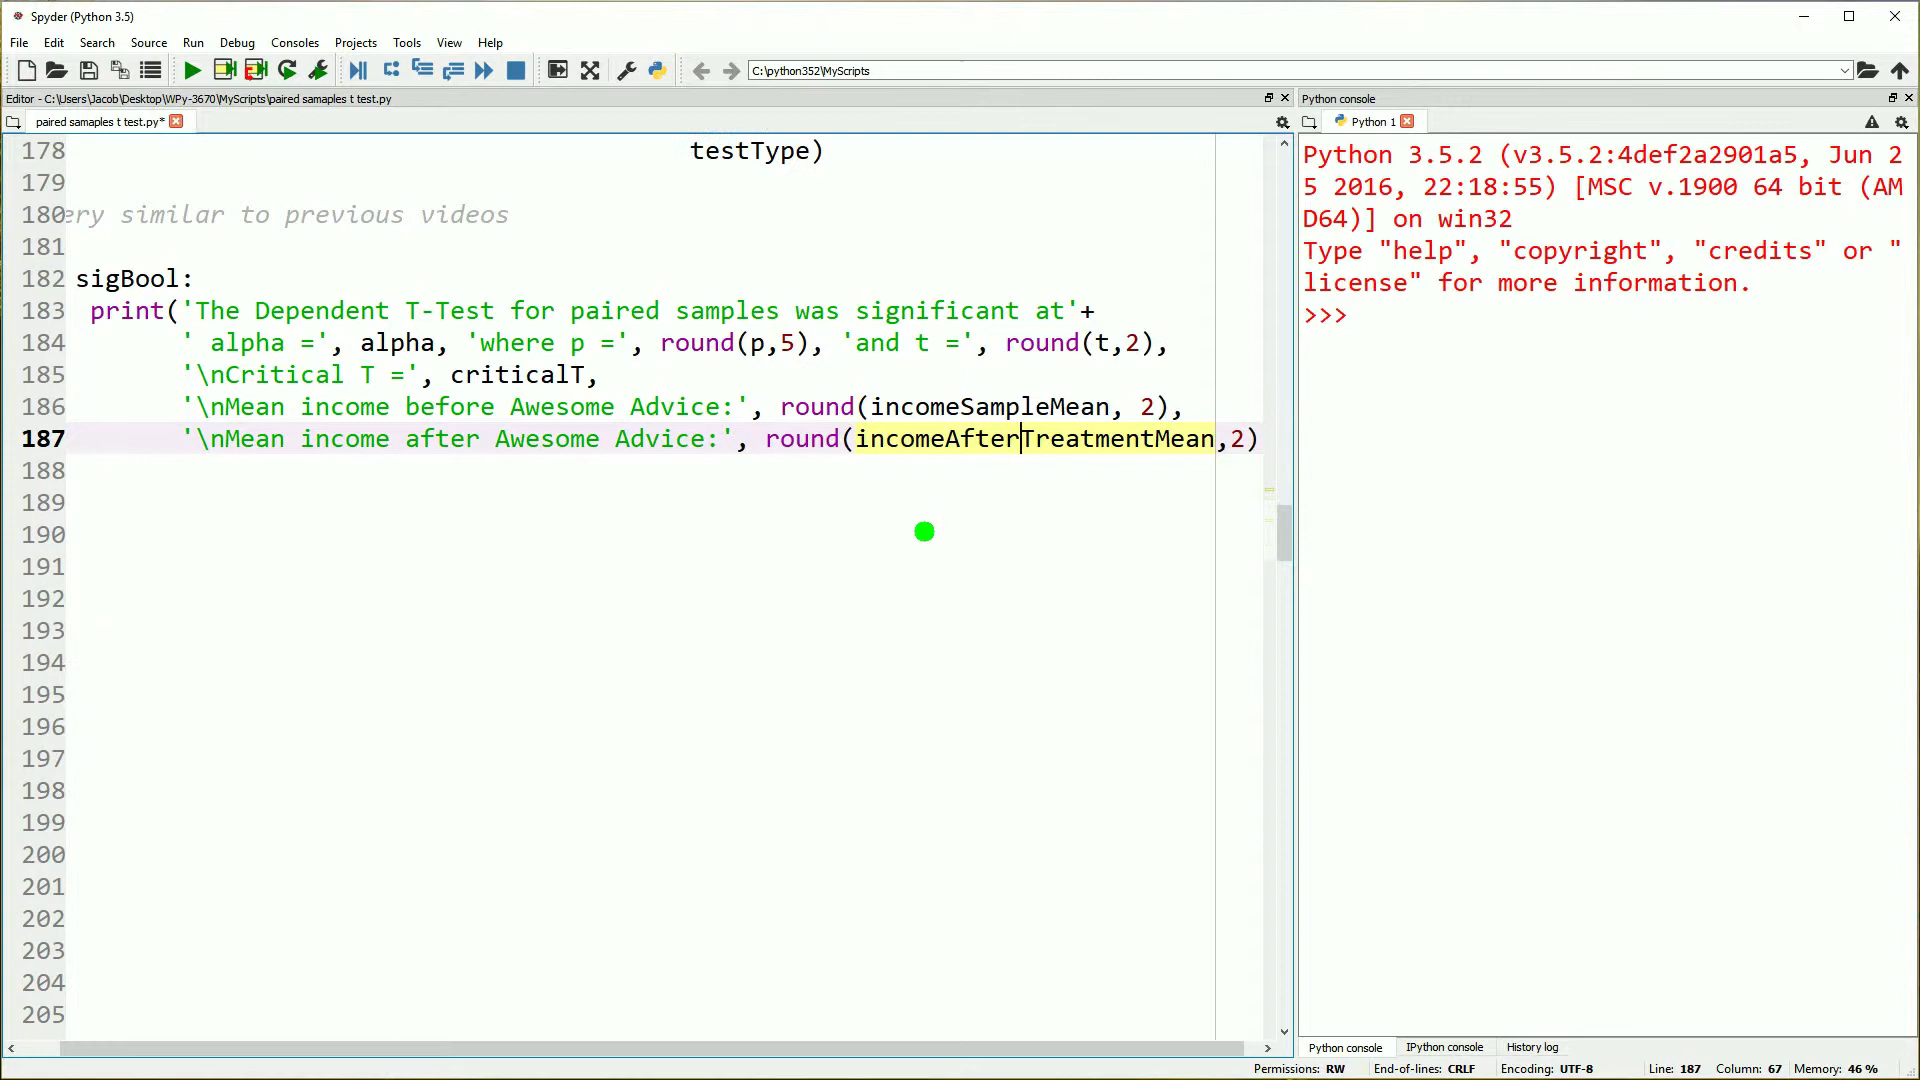 Spyder (Python 3.5)
File Edit Search Source Run Debug Consoles Projects Tools View Help
C:\python352\MyScripts
Editor - C:\Users\Jacob\Desktop\WPy-3670\MyScripts\paired samaples t test.py
paired samaples t test.py*
178 testType)
179
180 ery similar to previous videos
181
182 sigBool:
183 print('The Dependent T-Test for paired samples was significant at'+
184 ' alpha =', alpha, 'where p =', round(p,5), 'and t =', round(t,2),
185 '\nCritical T =', criticalT,
186 '\nMean income before Awesome Advice:', round(incomeSampleMean, 2),
187 '\nMean income after Awesome Advice:', round(incomeAfterTreatmentMean,2)
188
189
190
191
192
193
194
195
196
197
198
199
200
201
202
203
204
205
Python console
Python 1
Python 3.5.2 (v3.5.2:4def2a2901a5, Jun 2
5 2016, 22:18:55) [MSC v.1900 64 bit (AM
D64)] on win32
Type "help", "copyright", "credits" or "
license" for more information.
>>>
Python console IPython console History log
Permissions: RW End-of-lines: CRLF Encoding: UTF-8 Line: 187 Column: 67 Memory: 46 %